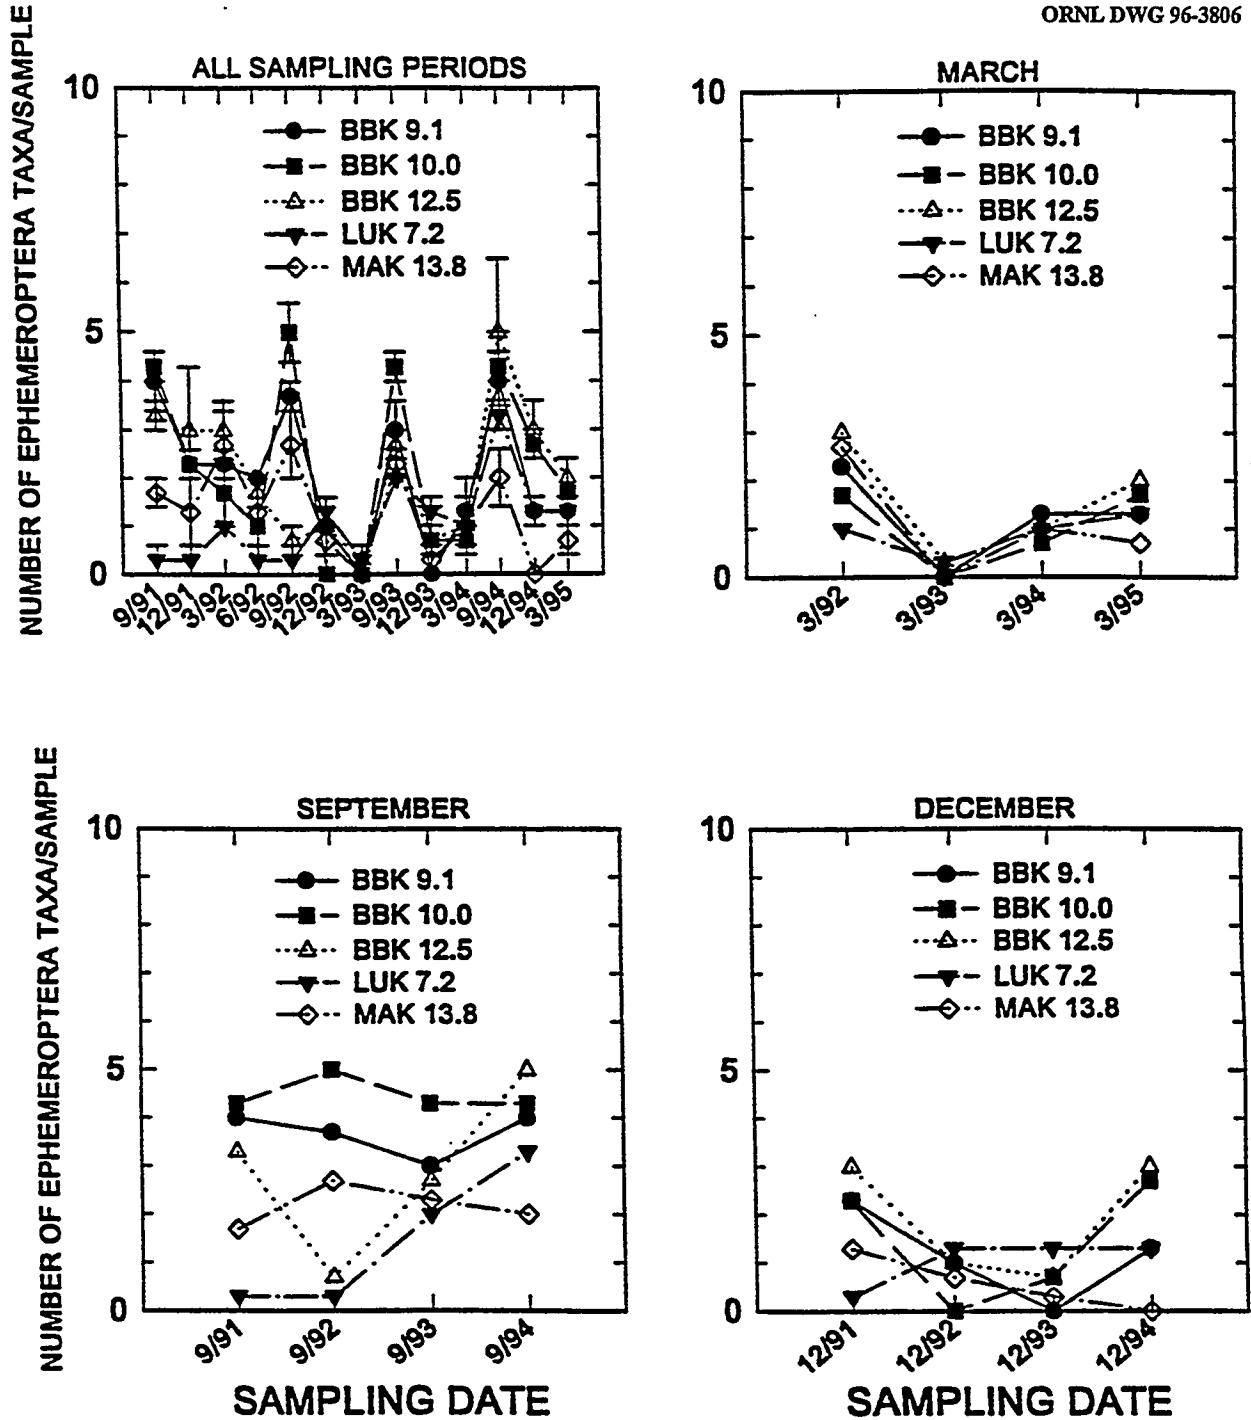 ORNL DWG 96-3806
NUMBER OF EPHEMEROPTERA TAXA/SAMPLE
ALL SAMPLING PERIODS
10
5
0
BBK 9.1
BBK 10.0
BBK 12.5
LUK 7.2
MAK 13.8
9/91
12/91
3/92
6/92
9/92
12/92
3/93
9/93
12/93
3/94
9/94
12/94
3/95
MARCH
10
5
0
BBK 9.1
BBK 10.0
BBK 12.5
LUK 7.2
MAK 13.8
3/92
3/93
3/94
3/95
NUMBER OF EPHEMEROPTERA TAXA/SAMPLE
SEPTEMBER
10
5
0
BBK 9.1
BBK 10.0
BBK 12.5
LUK 7.2
MAK 13.8
9/91
9/92
9/93
9/94
SAMPLING DATE
DECEMBER
10
5
0
BBK 9.1
BBK 10.0
BBK 12.5
LUK 7.2
MAK 13.8
12/91
12/92
12/93
12/94
SAMPLING DATE